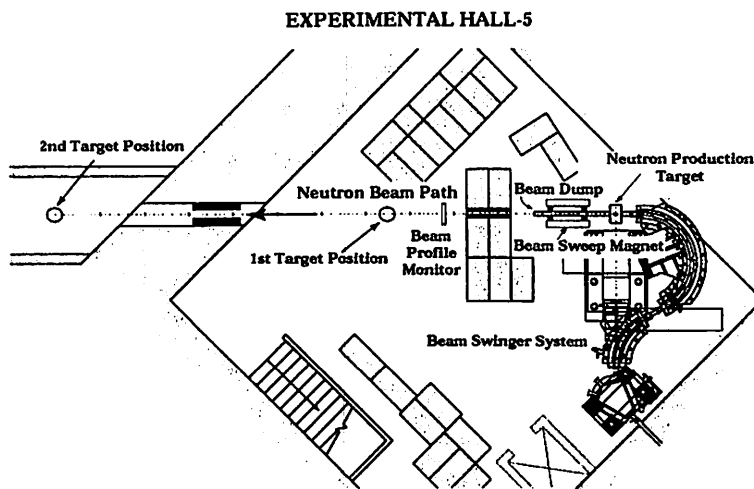 EXPERIMENTAL HALL-5
2nd Target Position
Neutron Production
Target
Neutron Beam Path
Beam Dump
1st Target Position
Beam
Profile
Monitor
Beam Sweep Magnet
Beam Swinger System